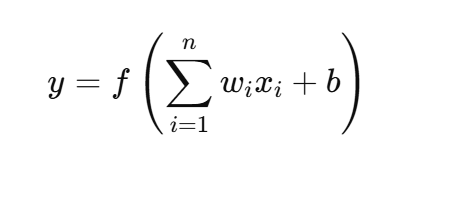 y = f \left( \sum_{i=1}^{n} w_i x_i + b \right)